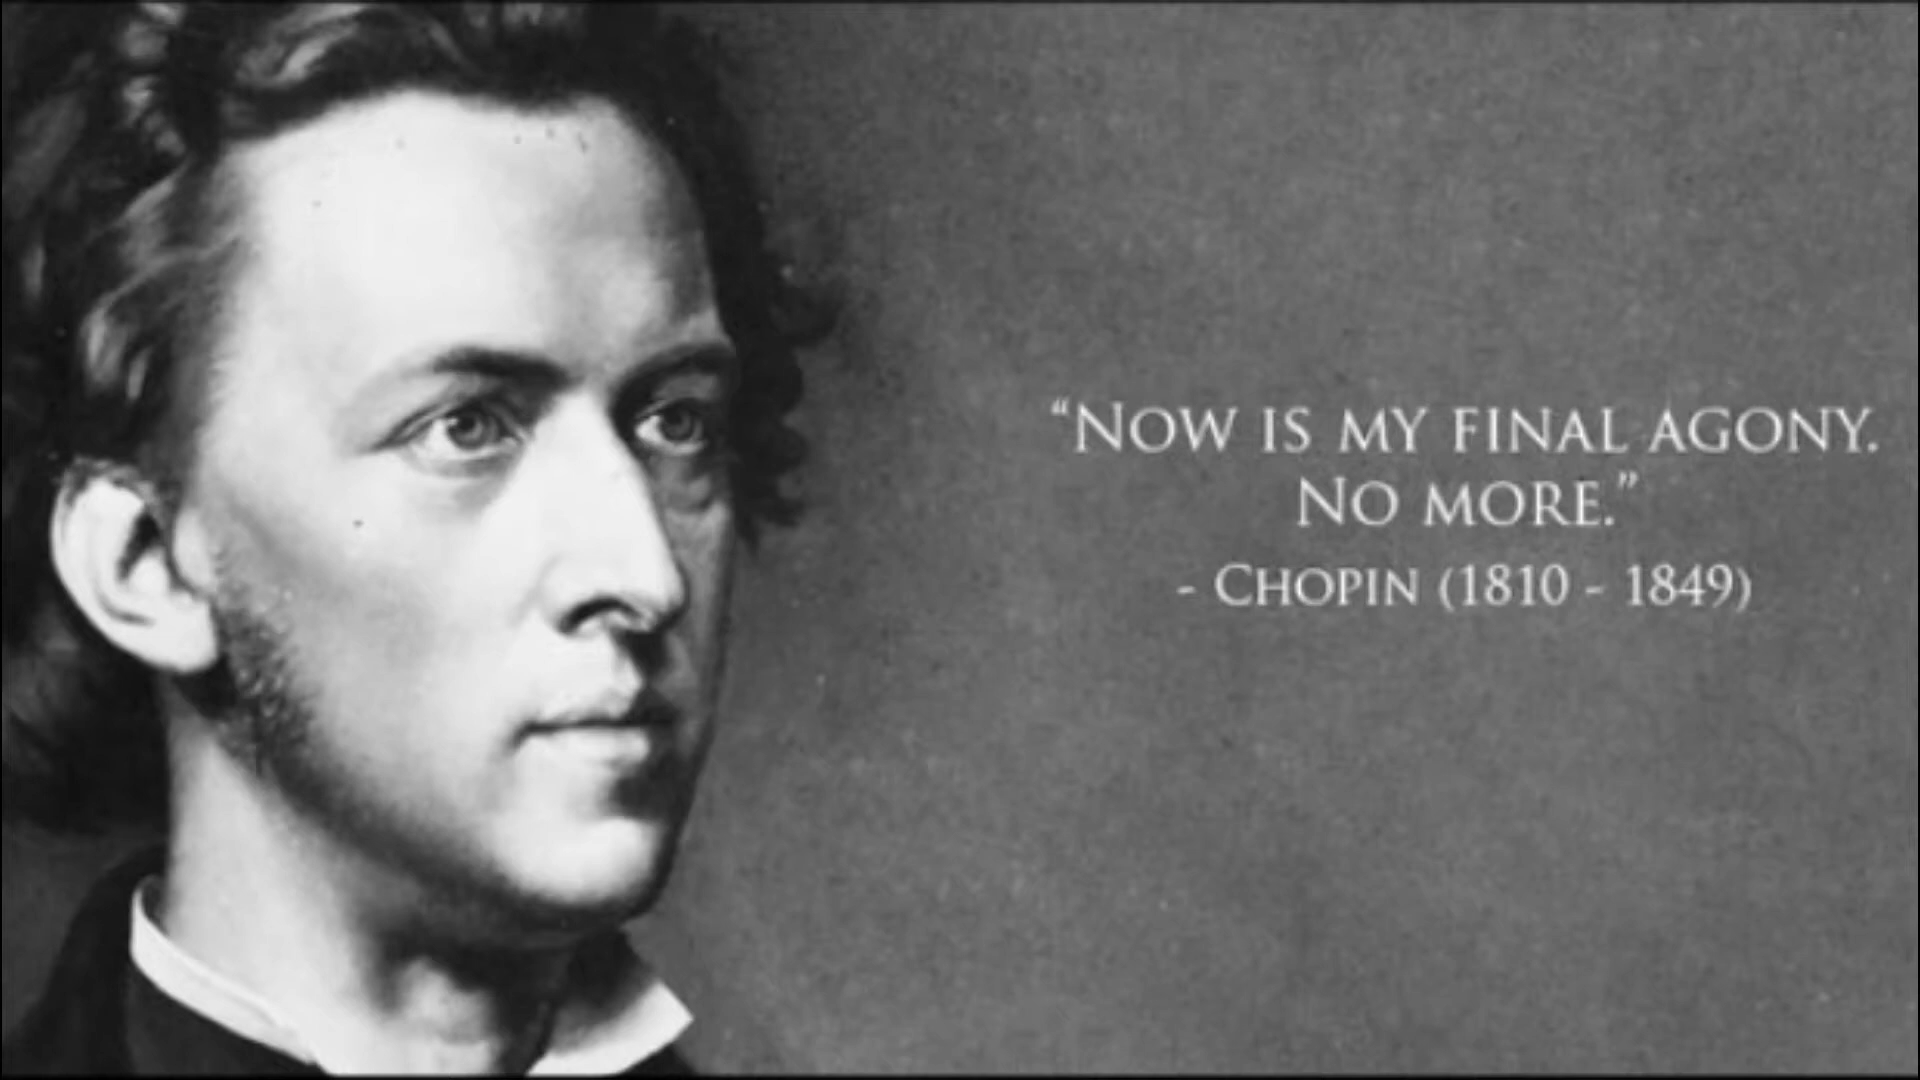 “Now is my final agony.
No more.”
- Chopin (1810 - 1849)